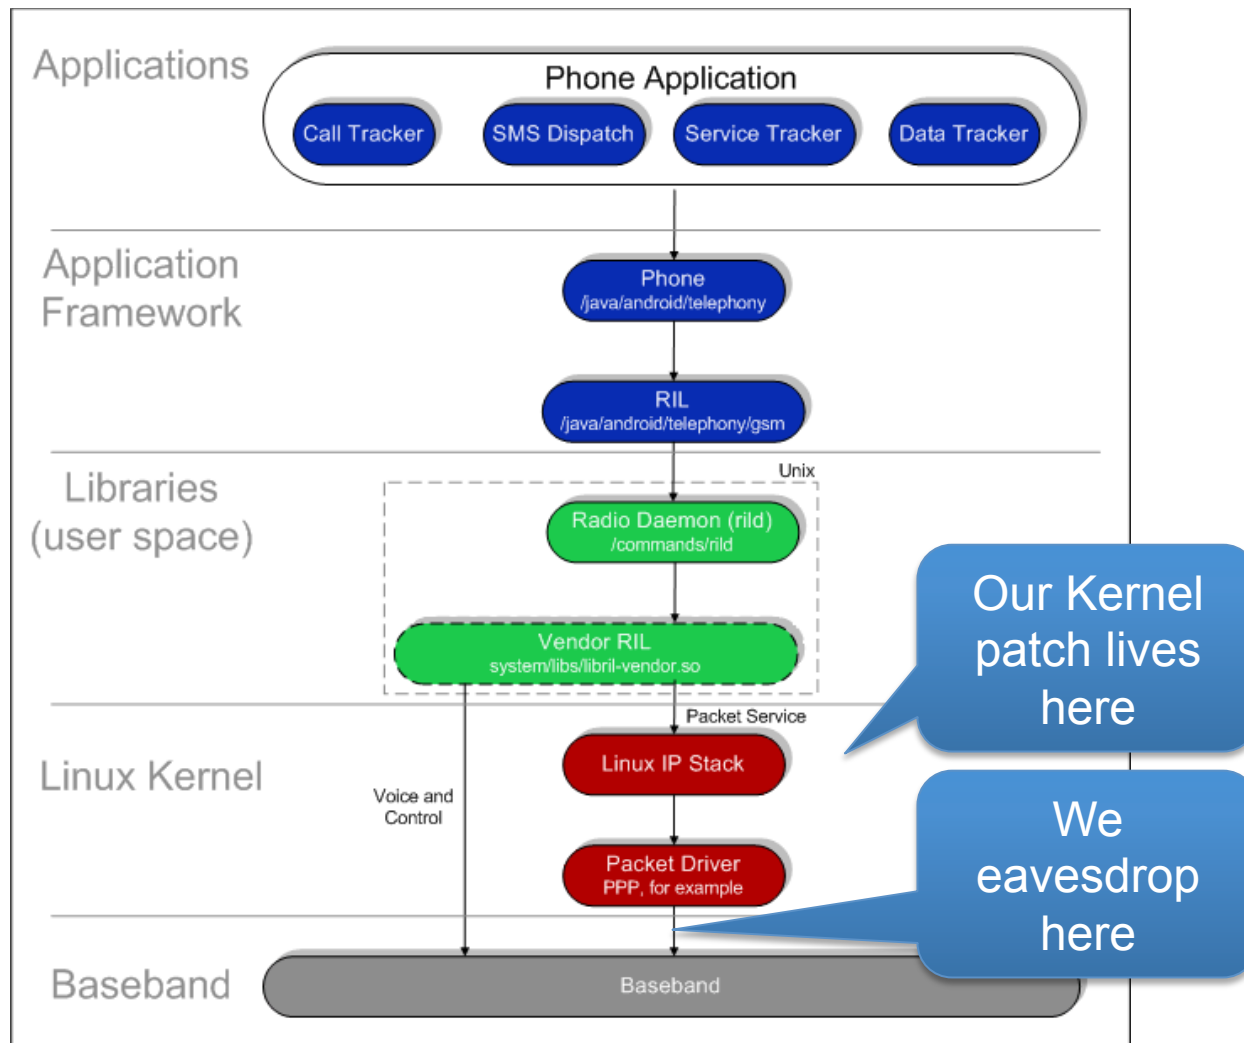 Applications
Phone Application
Call Tracker
SMS Dispatch
Service Tracker
Data Tracker
Application
Framework
Phone
/java/android/telephony
RIL
/java/android/telephony/gsm
Libraries
(user space)
Unix
Radio Daemon (rild)
/commands/rild
Vendor RIL
system/libs/libril-vendor.so
Our Kernel
patch lives
here
Linux Kernel
Packet Service
Linux IP Stack
Voice and
Control
Packet Driver
PPP, for example
We
eavesdrop
here
Baseband
Baseband